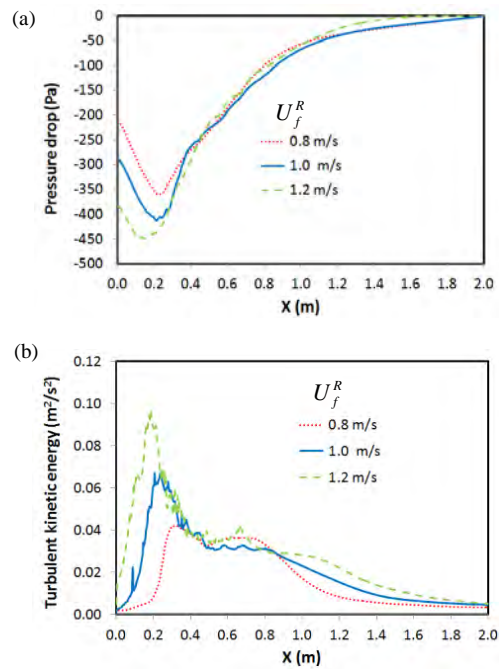 (a)
0
-50
-100
-150
-200
-250
-300
-350
-400
-450
-500
Pressure drop (Pa)
U_f^R
0.8 m/s
1.0 m/s
1.2 m/s
0.0 0.2 0.4 0.6 0.8 1.0 1.2 1.4 1.6 1.8 2.0
X (m)
(b)
0.12
0.10
0.08
0.06
0.04
0.02
0.00
Turbulent kinetic energy (m²/s²)
U_f^R
0.8 m/s
1.0 m/s
1.2 m/s
0.0 0.2 0.4 0.6 0.8 1.0 1.2 1.4 1.6 1.8 2.0
X (m)